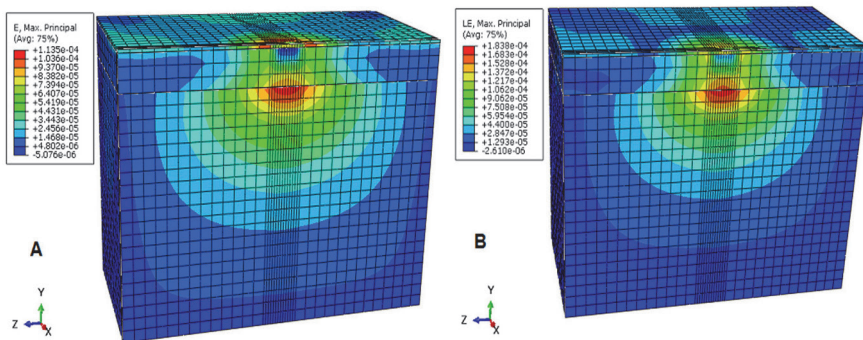 E, Max. Principal
(Avg: 75%)
+1.135e-04
+1.036e-04
+9.370e-05
+8.382e-05
+7.394e-05
+6.407e-05
+5.419e-05
+4.431e-05
+3.443e-05
+2.456e-05
+1.468e-05
+4.802e-06
-5.076e-06
A
Y
Z
X
LE, Max. Principal
(Avg: 75%)
+1.838e-04
+1.683e-04
+1.528e-04
+1.372e-04
+1.217e-04
+1.062e-04
+9.062e-05
+7.508e-05
+5.954e-05
+4.400e-05
+2.847e-05
+1.293e-05
-2.610e-06
B
Y
Z
X